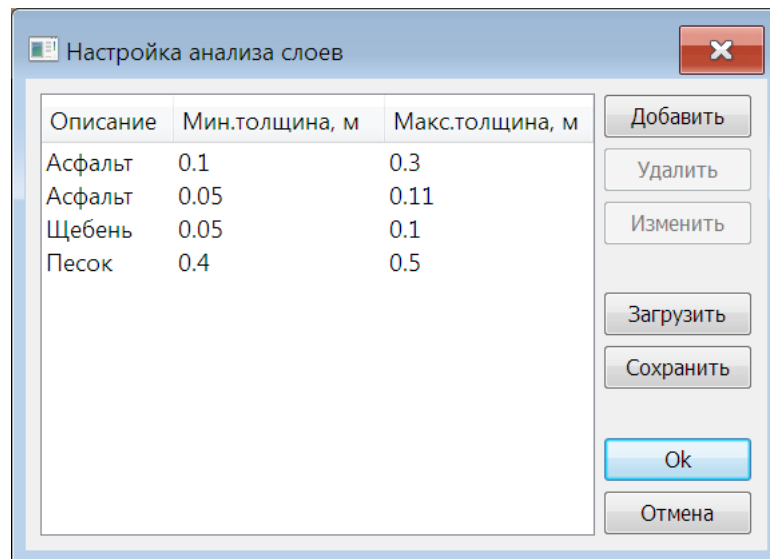 Настройка анализа слоев
Описание Мин.толщина, м Макс.толщина, м
Асфальт 0.1 0.3
Асфальт 0.05 0.11
Щебень 0.05 0.1
Песок 0.4 0.5
Добавить
Удалить
Изменить
Загрузить
Сохранить
Ok
Отмена